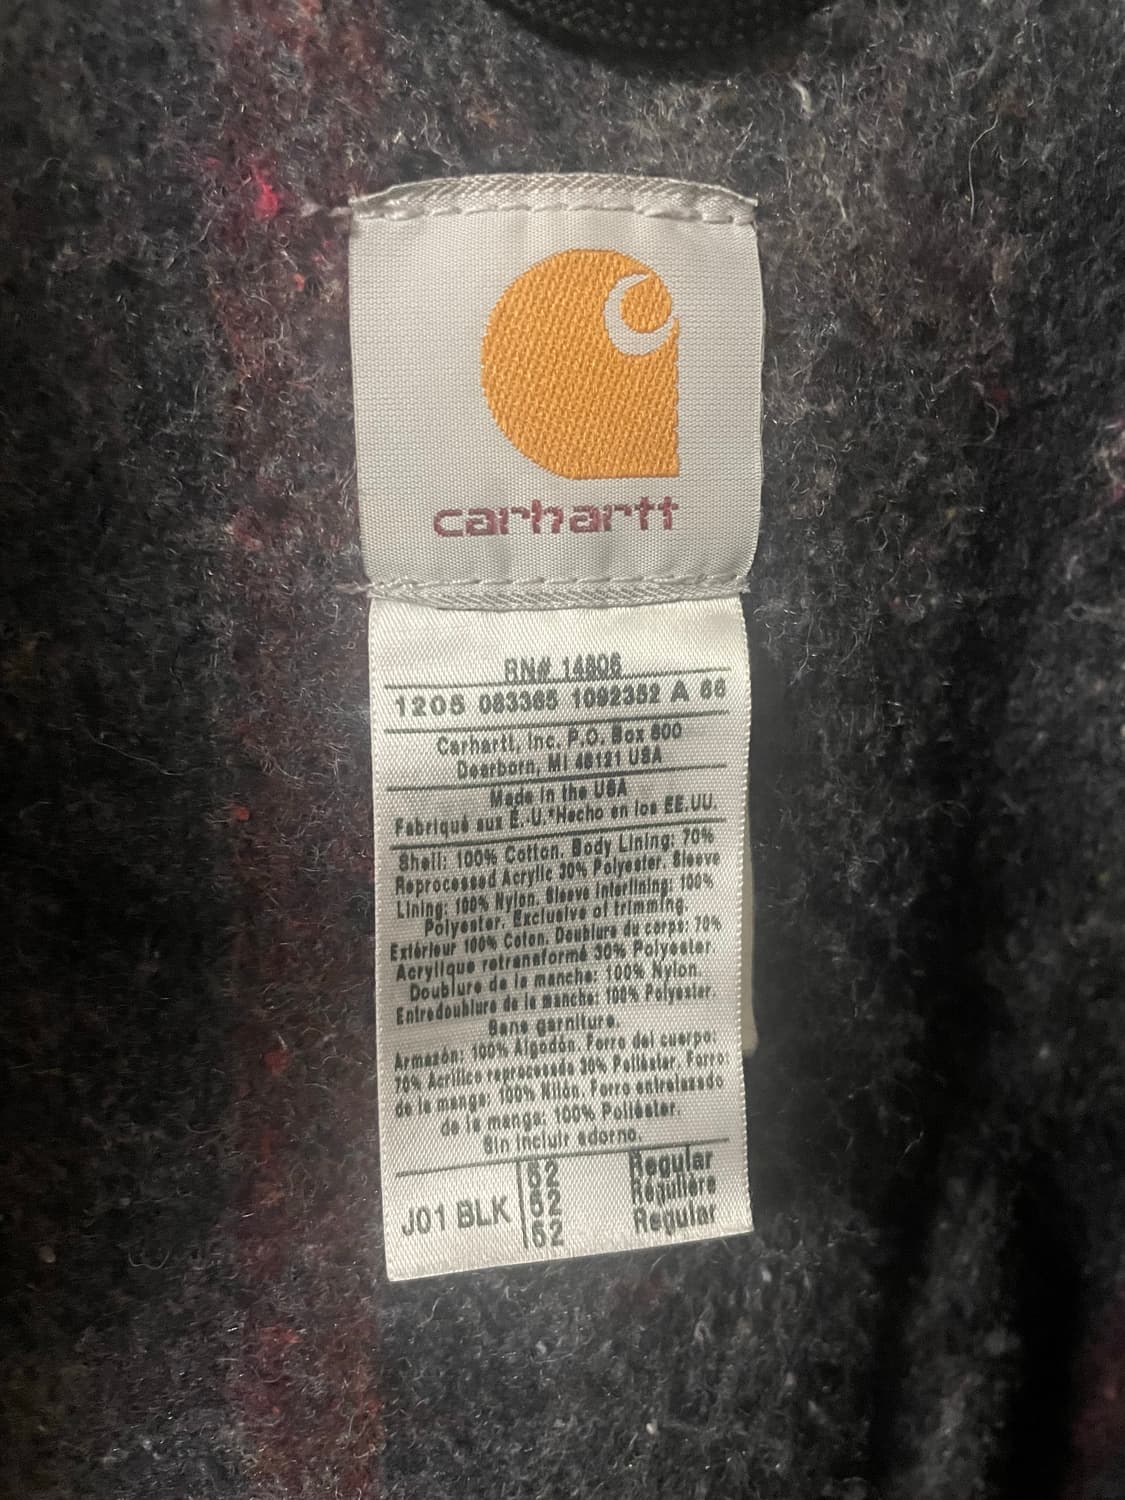 carhartt
RN# 14806
1205 083365 1092352 A 66
Carhartt, Inc. P.O. Box 600
Dearborn, MI 48121 USA
Made in the USA
Fabriqué aux É.-U.*Hecho en los EE.UU.
Shell: 100% Cotton. Body Lining: 70%
Reprocessed Acrylic 30% Polyester. Sleeve
Lining: 100% Nylon. Sleeve Interlining: 100%
Polyester. Exclusive of trimming.
Extérieur 100% Coton. Doublure du corps: 70%
Acrylique retransformé 30% Polyester
Doublure de la manche: 100% Nylon.
Entredoublure de la manche: 100% Polyester.
Sans garniture.
Armazón: 100% Algodón. Forro del cuerpo:
70% Acrílico reprocesado 30% Poliéster. Forro
de la manga: 100% Nilón. Forro entrelazado
de la manga: 100% Poliéster.
Sin incluir adorno.
J01 BLK
52 Regular
52 Régulière
52 Regular